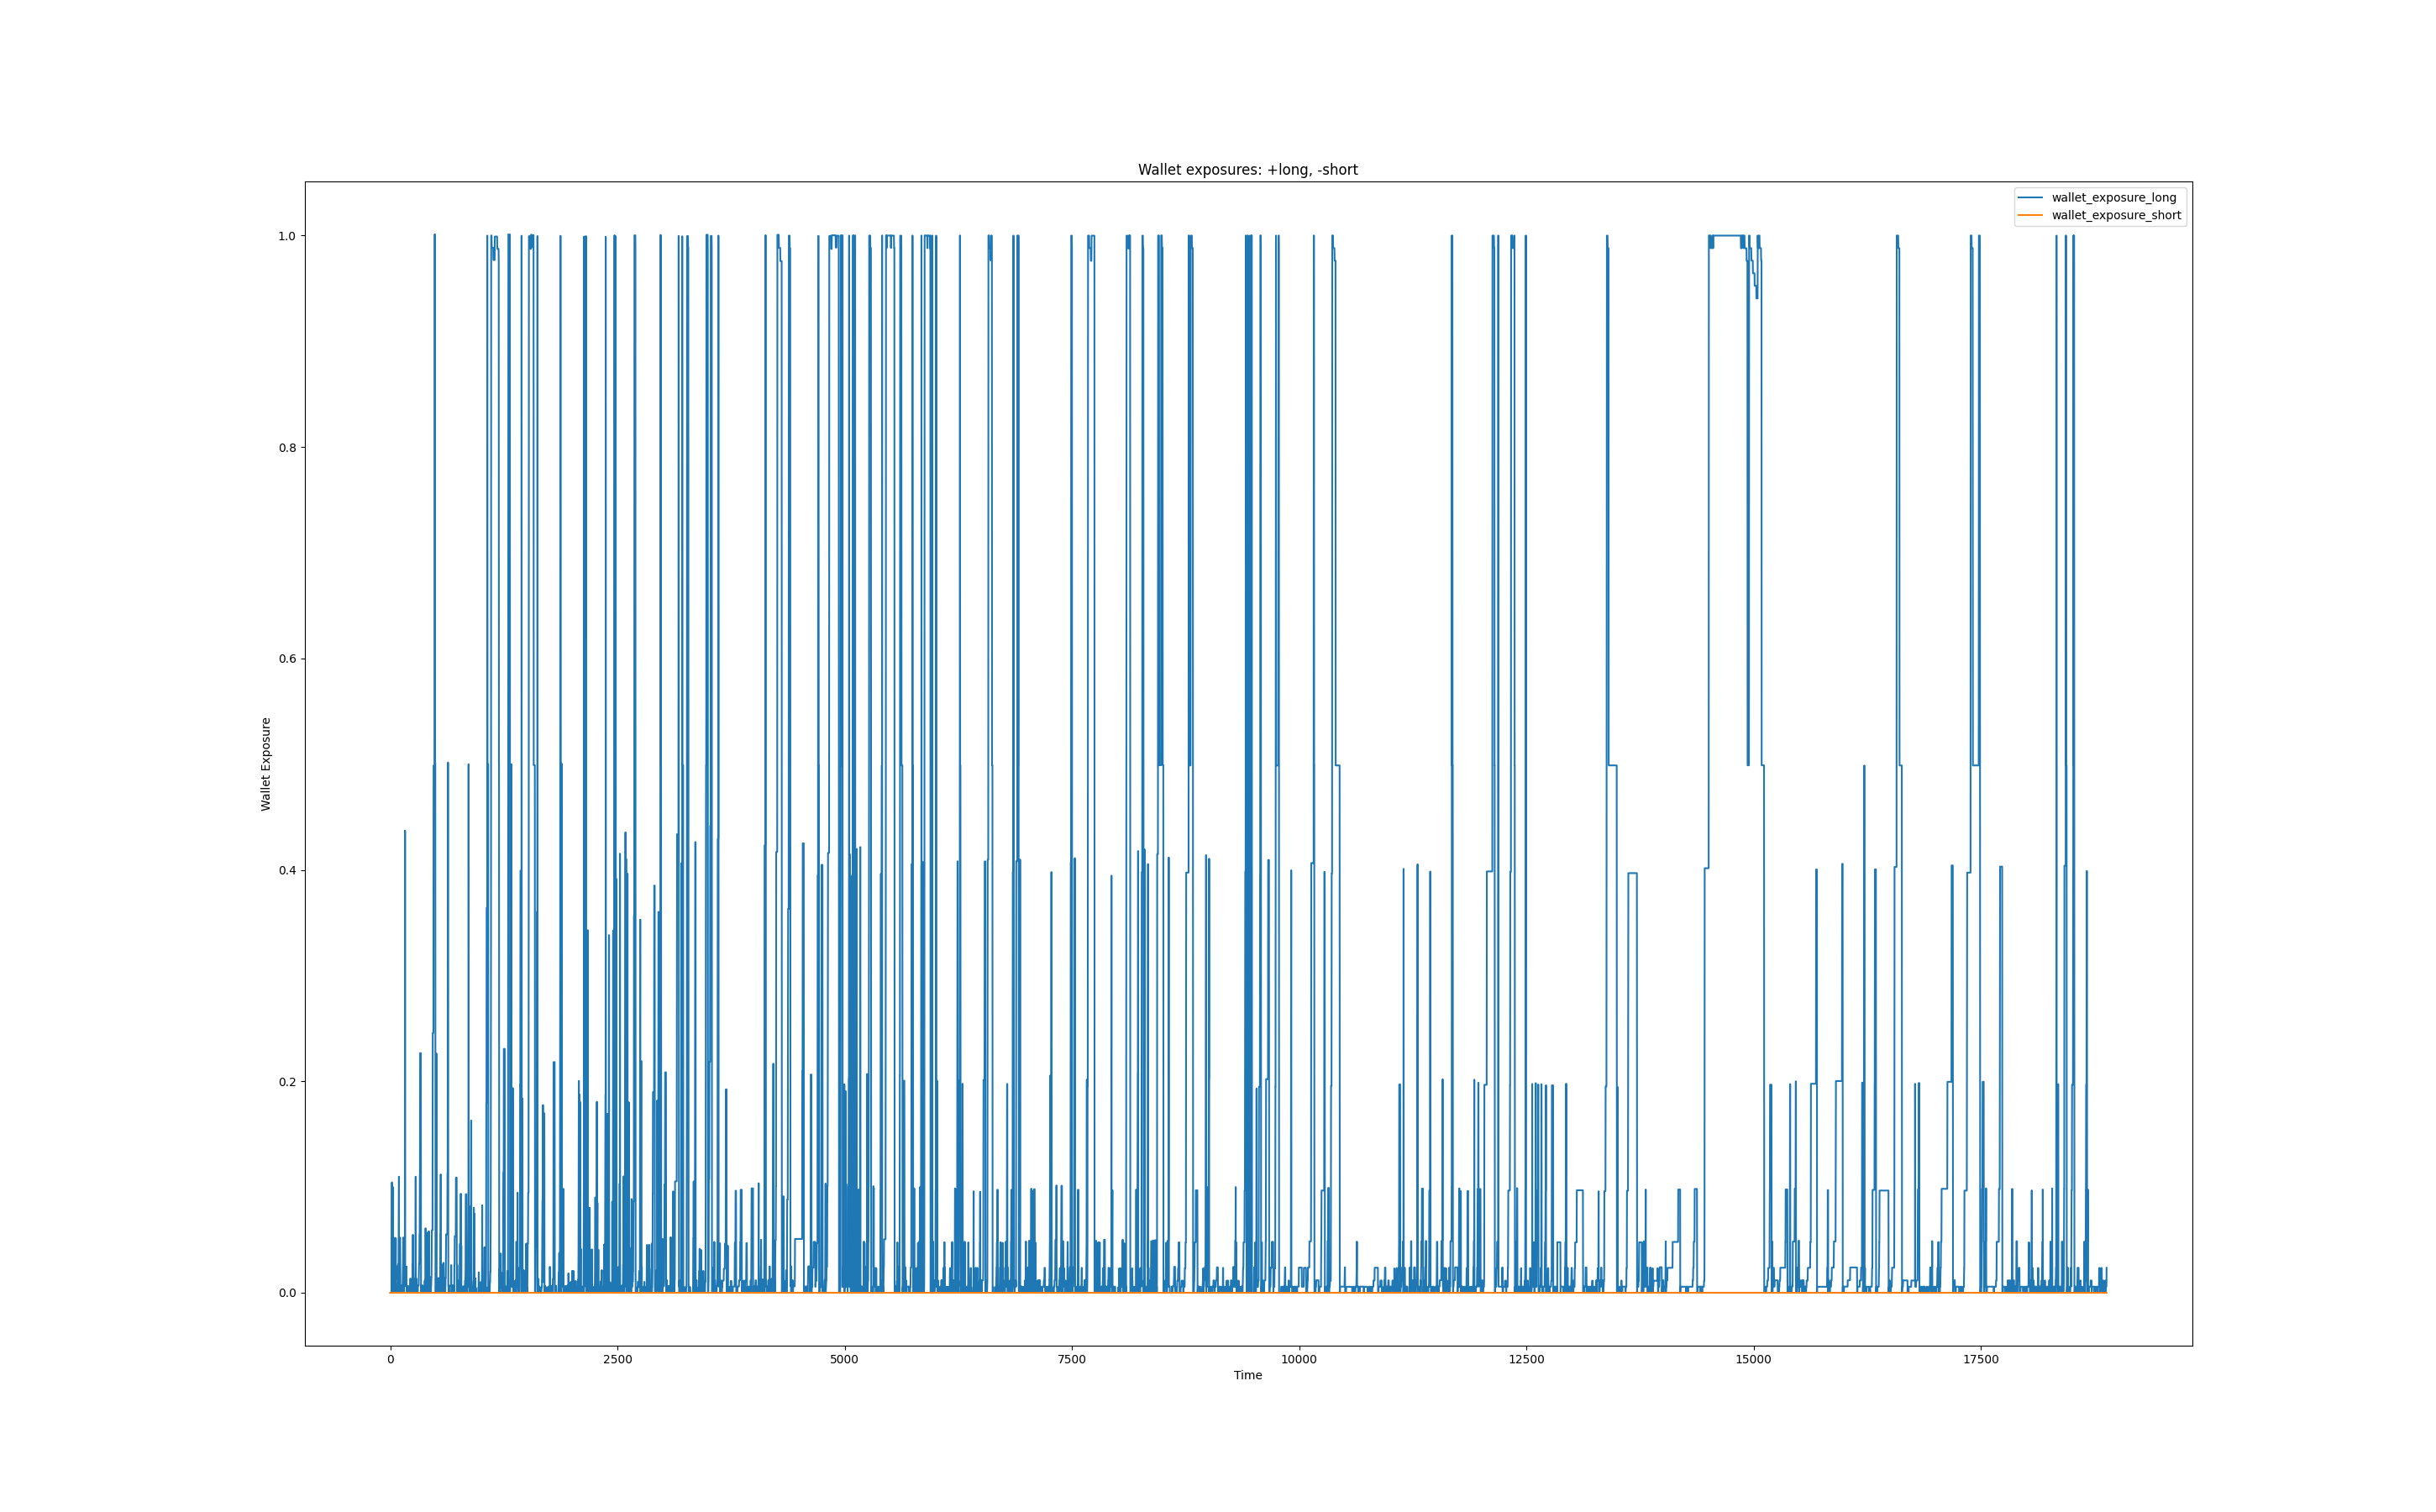 Wallet exposures: +long, -short
wallet_exposure_long
wallet_exposure_short
1.0
0.8
0.6
0.4
0.2
0.0
Wallet Exposure
0 2500 5000 7500 10000 12500 15000 17500
Time